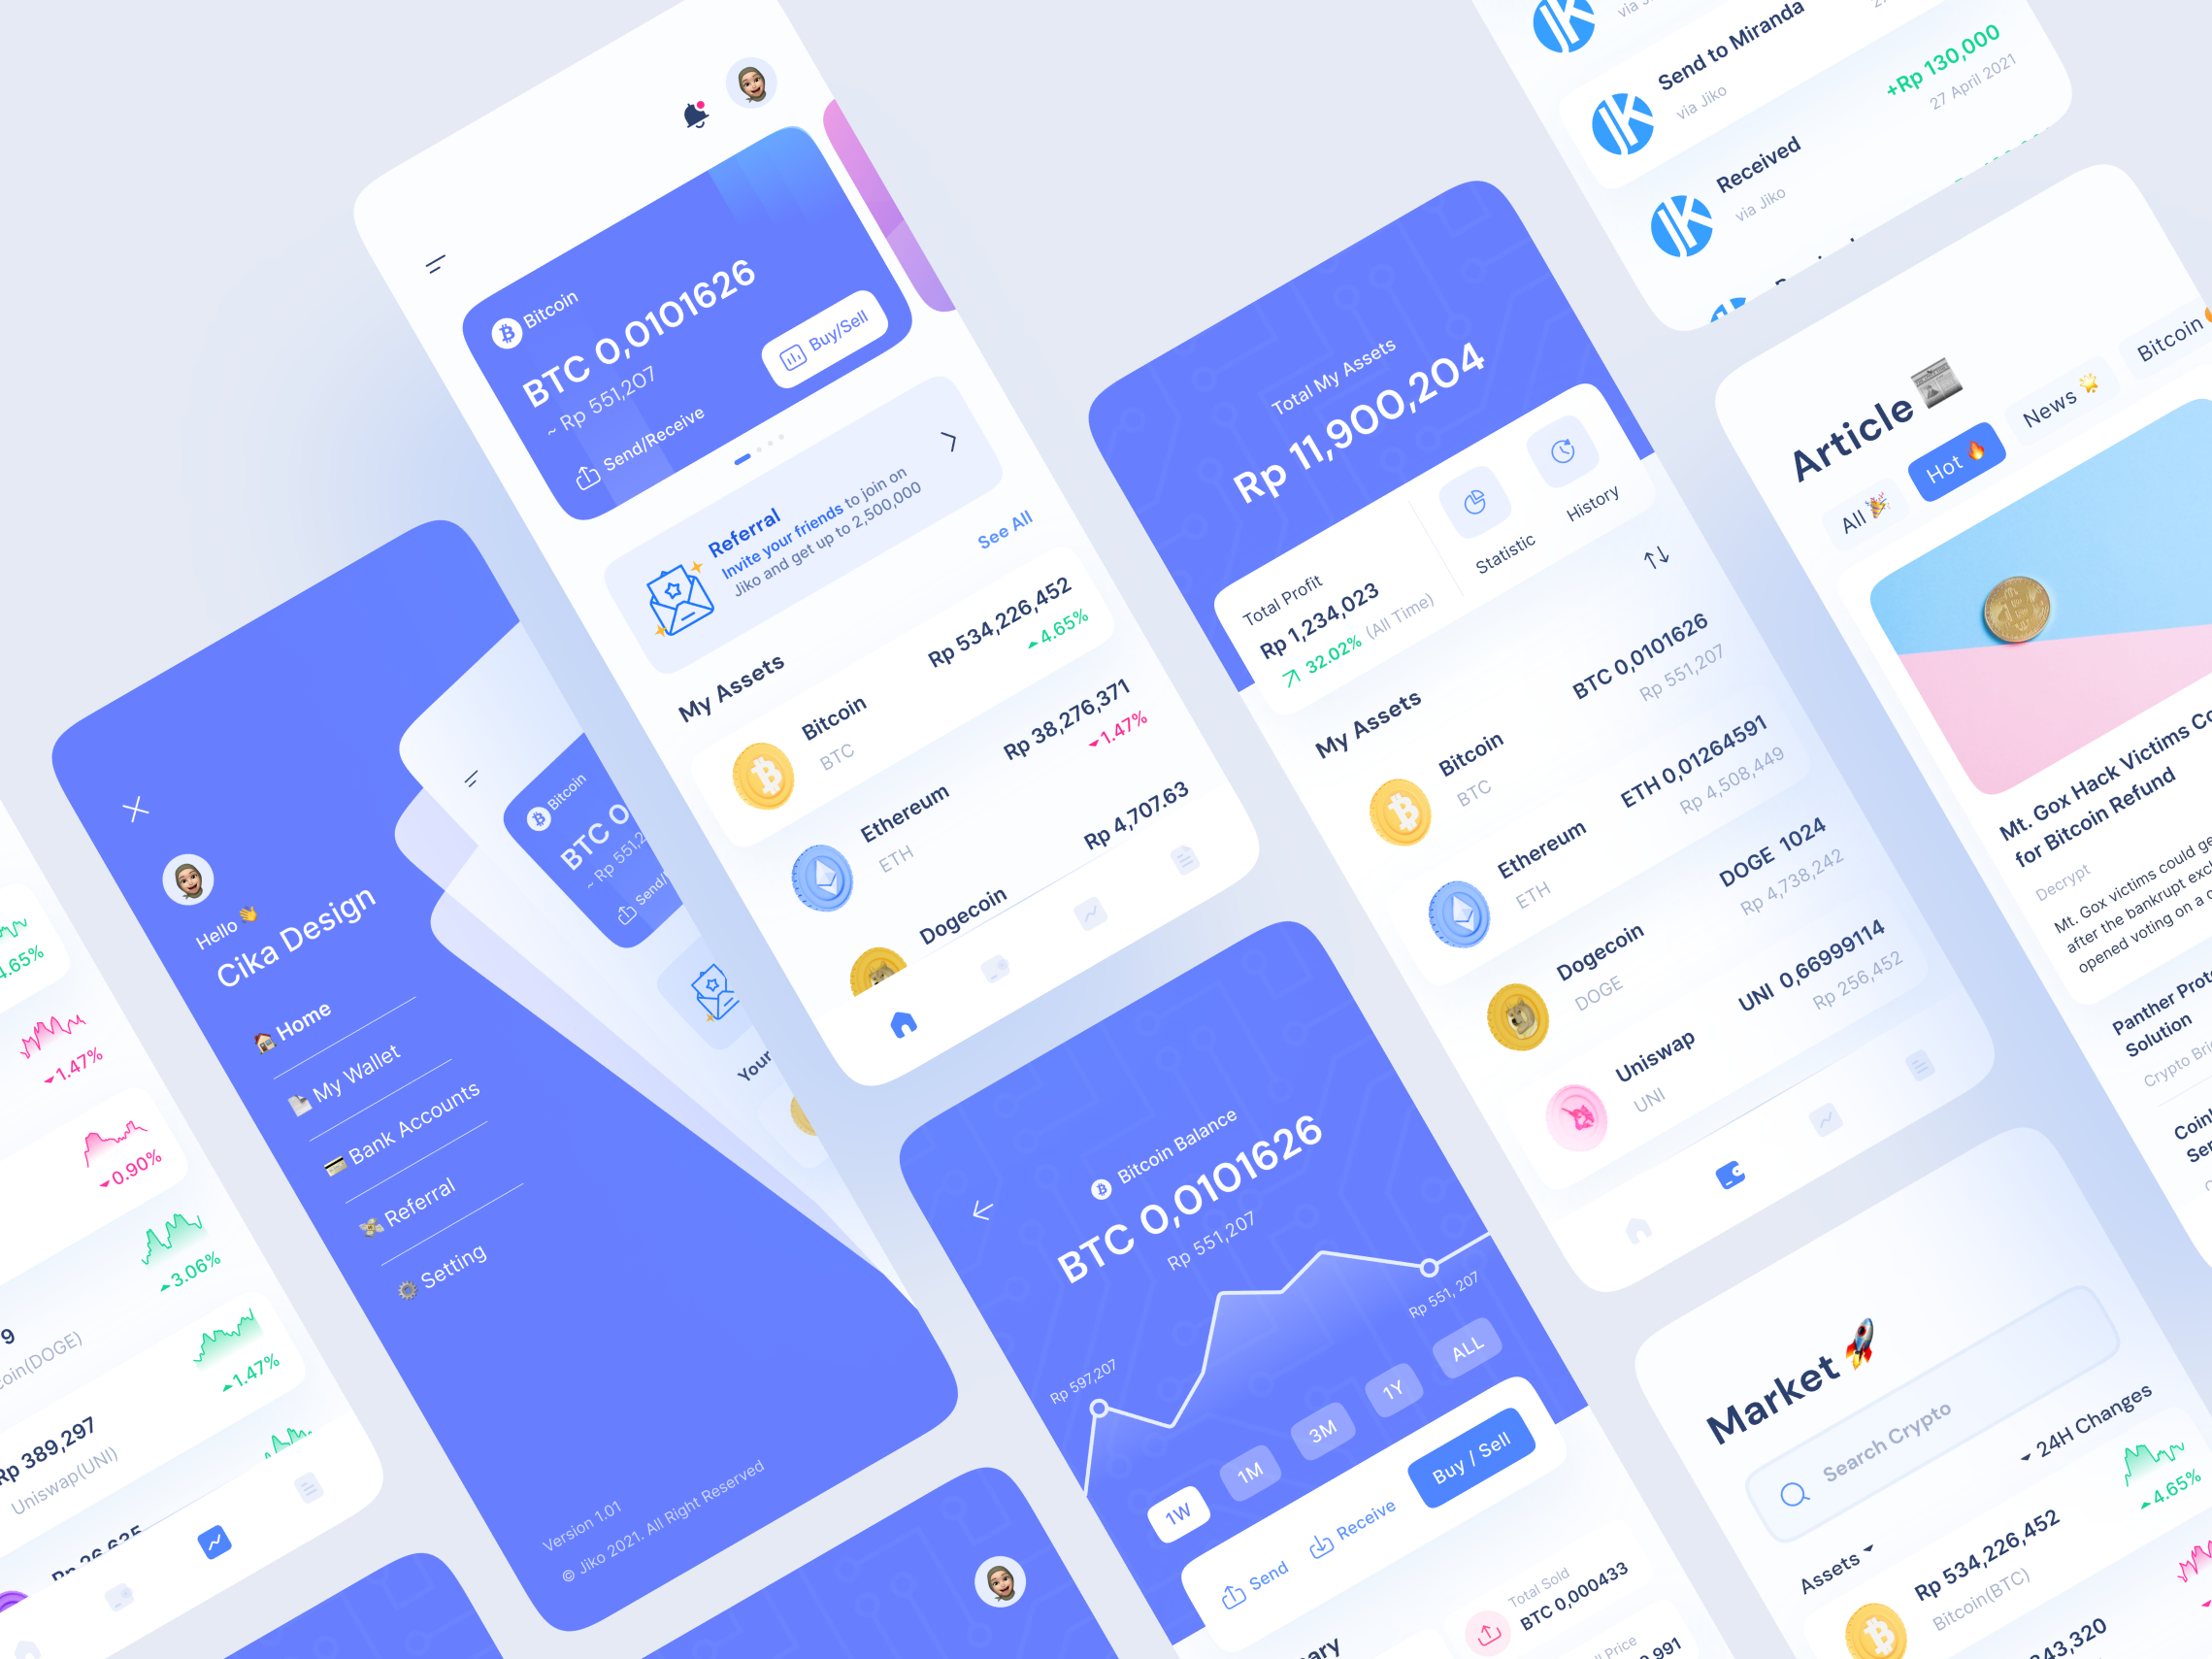 4.65%
1.47%
0.90%
3.06%
9
coin(DOGE)
1.47%
Rp 389,297
Uniswap(UNI)
Rp 26,635
Hello 👋
Cika Design
Home
My Wallet
Bank Accounts
Referral
Setting
Version 1.01
© Jiko 2021. All Right Reserved
Bitcoin
BTC 0
~ Rp 551,2
Send/
Your
Bitcoin
BTC 0,0101626
~ Rp 551,207
Send/Receive
Buy/Sell
Referral
Invite your friends to join on
Jiko and get up to 2,500,000
See All
My Assets
Bitcoin
BTC
Rp 534,226,452
4.65%
Ethereum
ETH
Rp 38,276,371
1.47%
Dogecoin
Rp 4,707.63
Bitcoin Balance
BTC 0,0101626
Rp 551,207
Rp 597,207
Rp 551, 207
1W
1M
3M
1Y
ALL
Send
Receive
Buy / Sell
ary
Total Sold
BTC 0,000433
ll Price
9,991
Total My Assets
Rp 11,900,204
Total Profit
Rp 1,234,023
32.02% (All Time)
Statistic
History
My Assets
Bitcoin
BTC
BTC 0,0101626
Rp 551,207
Ethereum
ETH
ETH 0,01264591
Rp 4,508,449
Dogecoin
DOGE
DOGE 1024
Rp 4,738,242
Uniswap
UNI
UNI 0,66999114
Rp 256,452
via Ji
Send to Miranda
via Jiko
27
+Rp 130,000
27 April 2021
Received
via Jiko
Article
All
Hot
News
Bitcoin
Mt. Gox Hack Victims Co
for Bitcoin Refund
Decrypt
Mt. Gox victims could ge
after the bankrupt exc
opened voting on a c
Panther Prot
Solution
Crypto Bri
Coin
Ser
Market
Search Crypto
24H Changes
Assets
Rp 534,226,452
Bitcoin(BTC)
4.65%
343,320